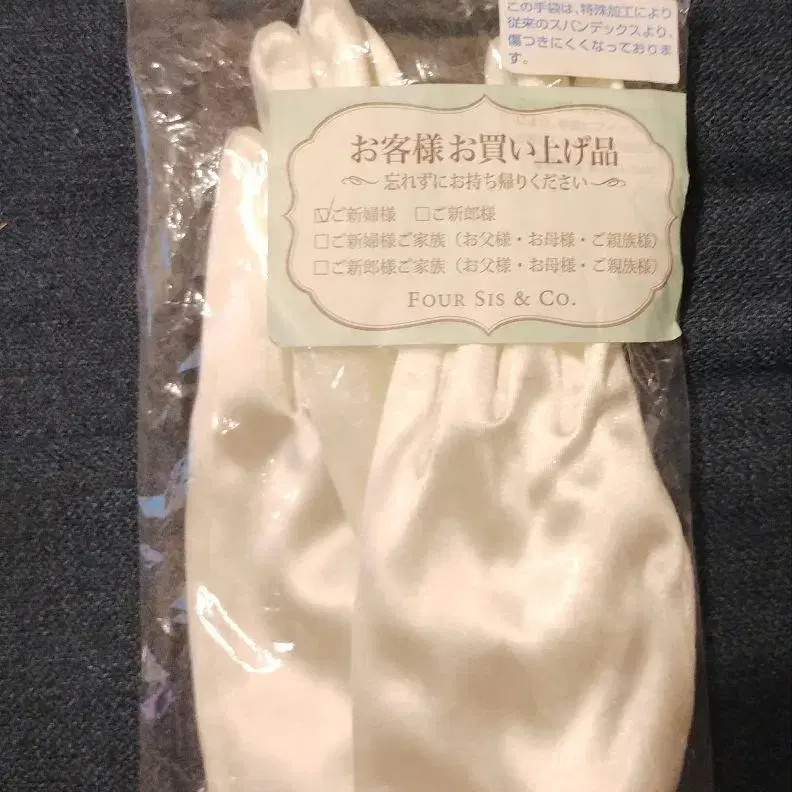 この手袋は、特殊加工により
従来のスパンデックスより、
傷つきにくくなっておりま
す。
お客様お買い上げ品
忘れずにお持ち帰りください
☑ご新婦様 □ご新郎様
□ご新婦様ご家族（お父様・お母様・ご親族様）
□ご新郎様ご家族（お父様・お母様・ご親族様）
FOUR SIS & CO.